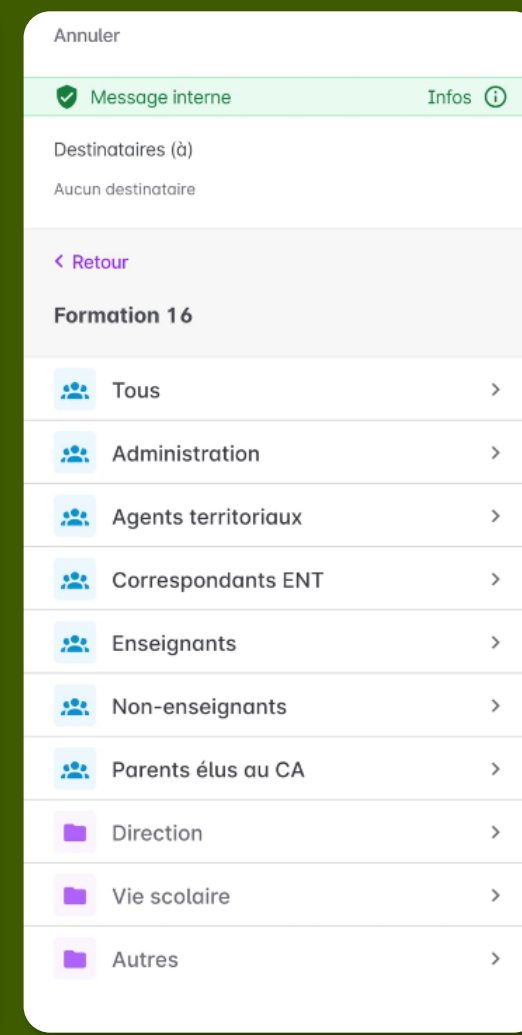 Annuler
Message interne Infos
Destinataires (à)
Aucun destinataire
Retour
Formation 16
Tous
Administration
Agents territoriaux
Correspondants ENT
Enseignants
Non-enseignants
Parents élus au CA
Direction
Vie scolaire
Autres